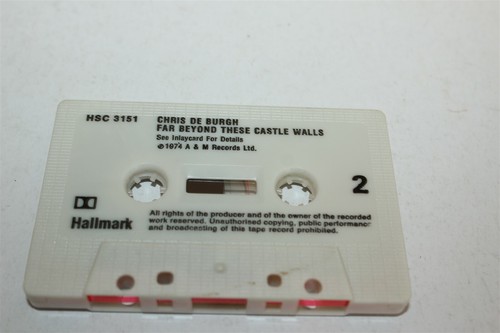 HSC 3151
CHRIS DE BURGH
FAR BEYOND THESE CASTLE WALLS
See Inlaycard For Details
℗1974 A & M Records Ltd.
2
Hallmark
All rights of the producer and of the owner of the recorded
work reserved. Unauthorised copying, public performance
and broadcasting of this tape record prohibited.